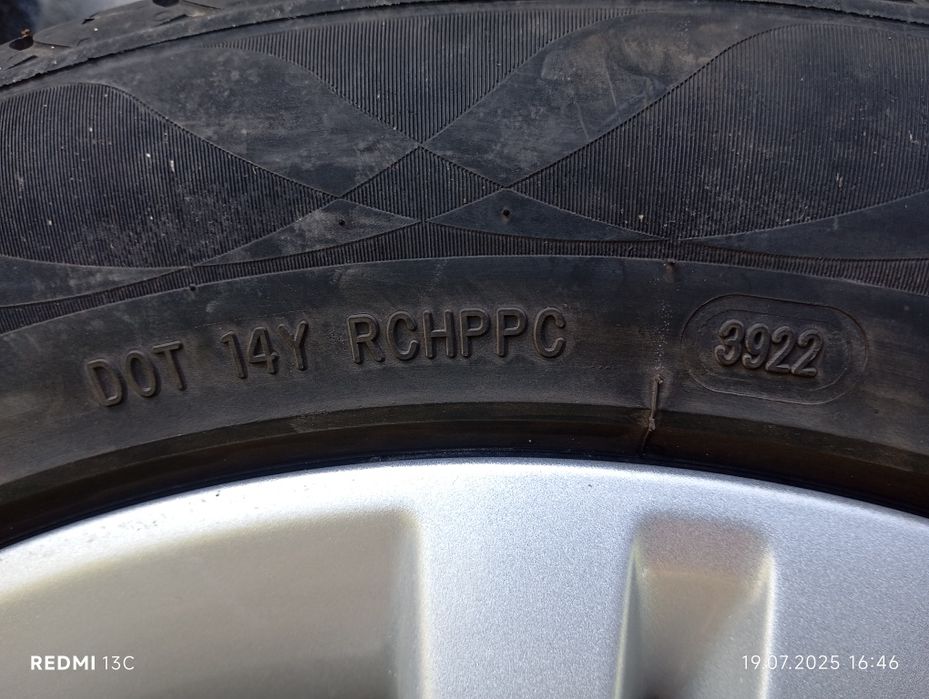 DOT 14Y RCHPPC 3922
REDMI 13C
19.07.2025 16:46